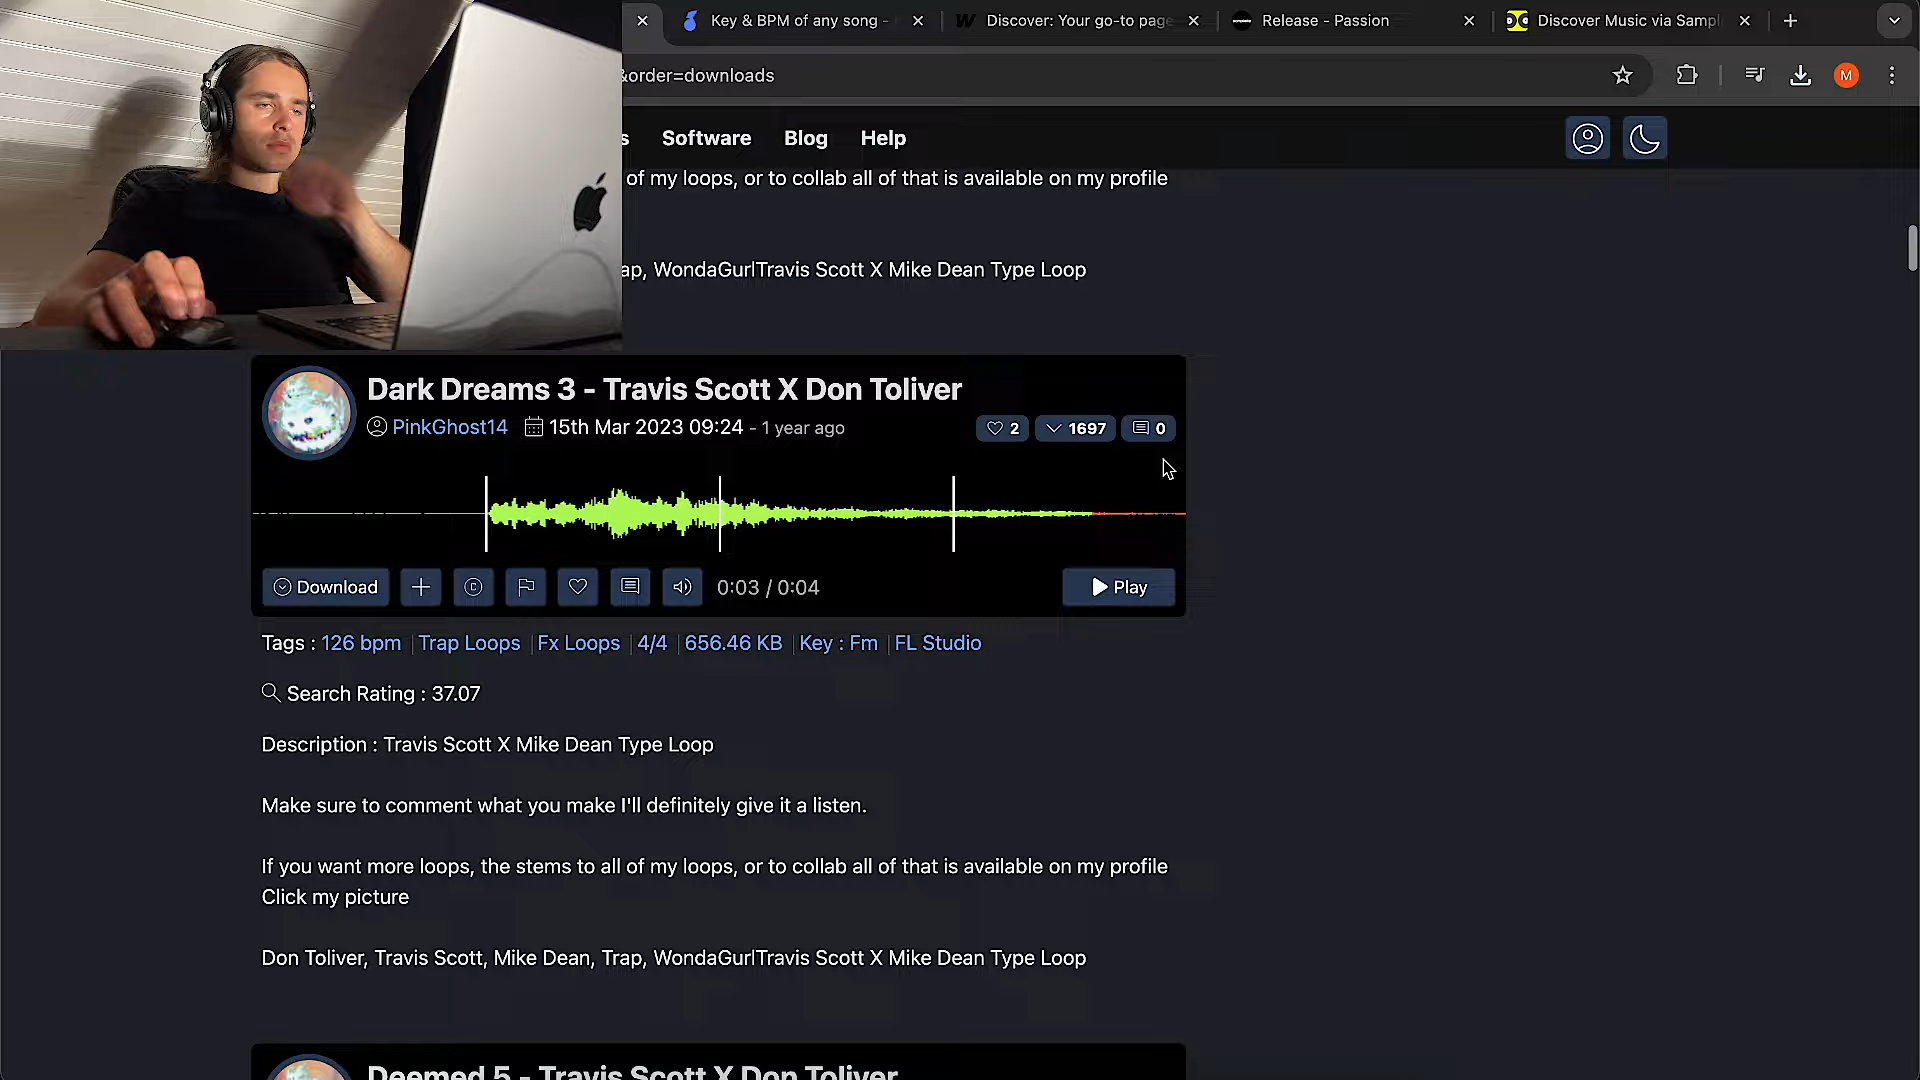 Key & BPM of any song -
Discover: Your go-to page
Release - Passion
Discover Music via Sampl
&order=downloads
M
s
Software
Blog
Help
of my loops, or to collab all of that is available on my profile
ap, WondaGurlTravis Scott X Mike Dean Type Loop
Dark Dreams 3 - Travis Scott X Don Toliver
PinkGhost14 15th Mar 2023 09:24 - 1 year ago
2 1697 0
Download 0:03 / 0:04 Play
Tags : 126 bpm | Trap Loops | Fx Loops | 4/4 | 656.46 KB | Key : Fm | FL Studio
Search Rating : 37.07
Description : Travis Scott X Mike Dean Type Loop
Make sure to comment what you make I'll definitely give it a listen.
If you want more loops, the stems to all of my loops, or to collab all of that is available on my profile
Click my picture
Don Toliver, Travis Scott, Mike Dean, Trap, WondaGurlTravis Scott X Mike Dean Type Loop
Deemed 5 - Travis Scott X Don Toliver